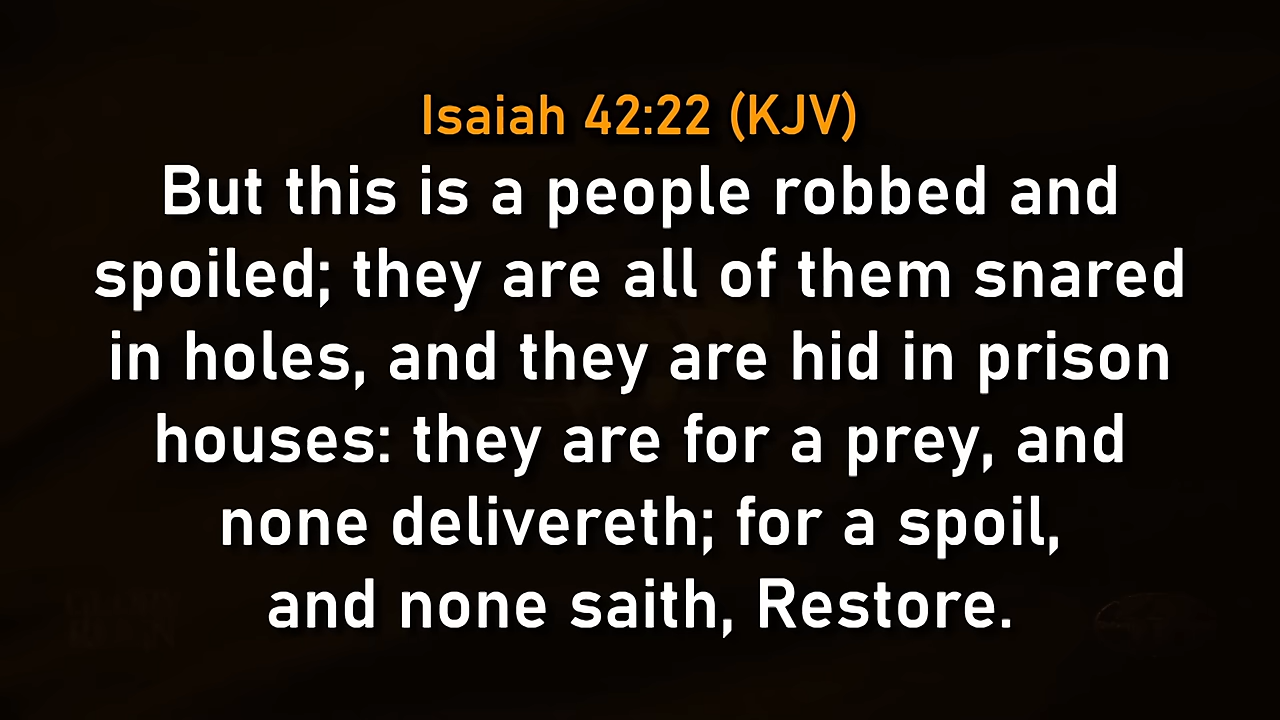 Isaiah 42:22 (KJV)
But this is a people robbed and
spoiled; they are all of them snared
in holes, and they are hid in prison
houses: they are for a prey, and
none delivereth; for a spoil,
and none saith, Restore.